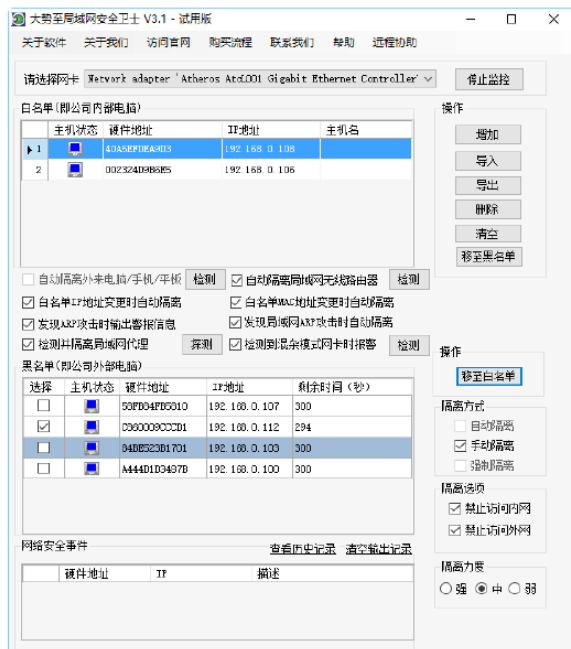 大势至局域网安全卫士 V3.1 - 试用版
关于软件 关于我们 访问官网 购买流程 联系我们 帮助 远程协助
请选择网卡 Network adapter 'Atheros AtcL001 Gigabit Ethernet Controller' 停止监控
白名单(即公司内部电脑) 操作
主机状态 硬件地址 IP地址 主机名
1 40A5EFDEA9D3 192.168.0.108
2 002324D9B6E5 192.168.0.106
增加
导入
导出
删除
清空
移至黑名单
自动隔离外来电脑/手机/平板 检测 自动隔离局域网无线路由器 检测
白名单IP地址变更时自动隔离 白名单MAC地址变更时自动隔离
发现ARP攻击时输出警报信息 发现局域网ARP攻击时自动隔离
检测并隔离局域网代理 探测 检测到混杂模式网卡时报警 检测
黑名单(即公司外部电脑) 操作
选择 主机状态 硬件地址 IP地址 剩余时间(秒)
192.168.0.107 300
192.168.0.112 294
84DE523B1701 192.168.0.103 300
A444D1D3497B 192.168.0.100 300
移至白名单
隔离方式
自动隔离
手动隔离
强制隔离
隔离选项
禁止访问内网
禁止访问外网
网络安全事件 查看历史记录 清空输出记录
硬件地址 IP 描述
隔离力度
强 中 弱